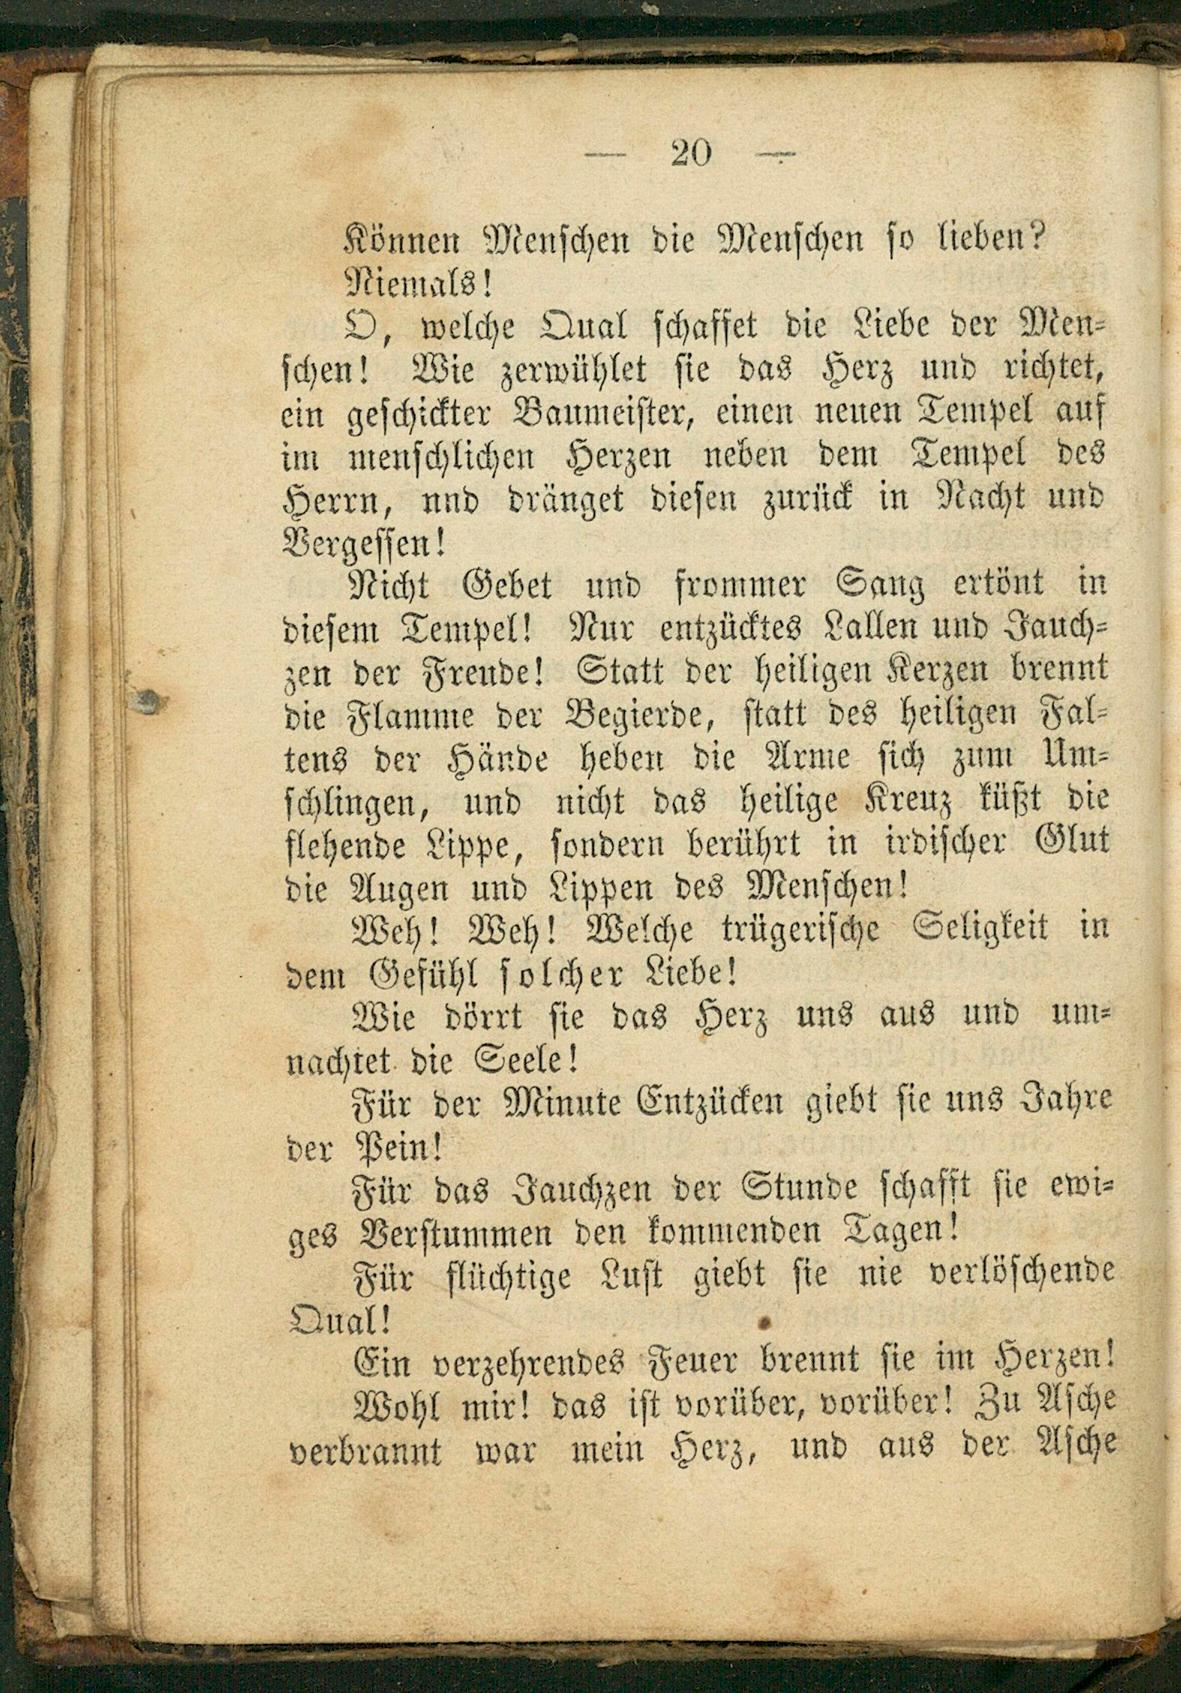 — 20 —
Können Menschen die Menschen so lieben?
Niemals!
O, welche Qual schaffet die Liebe der Men-
schen! Wie zerwühlet sie das Herz und richtet,
ein geschickter Baumeister, einen neuen Tempel auf
im menschlichen Herzen neben dem Tempel des
Herrn, nnd dränget diesen zurück in Nacht und
Vergessen!
Nicht Gebet und frommer Sang ertönt in
diesem Tempel! Nur entzücktes Lallen und Jauch-
zen der Freude! Statt der heiligen Kerzen brennt
die Flamme der Begierde, statt des heiligen Fal-
tens der Hände heben die Arme sich zum Um-
schlingen, und nicht das heilige Kreuz küßt die
flehende Lippe, sondern berührt in irdischer Glut
die Augen und Lippen des Menschen!
Weh! Weh! Welche trügerische Seligkeit in
dem Gefühl solcher Liebe!
Wie dörrt sie das Herz uns aus und um-
nachtet die Seele!
Für der Minute Entzücken giebt sie uns Jahre
der Pein!
Für das Jauchzen der Stunde schafft sie ewi-
ges Verstummen den kommenden Tagen!
Für flüchtige Lust giebt sie nie verlöschende
Qual!
Ein verzehrendes Feuer brennt sie im Herzen!
Wohl mir! das ist vorüber, vorüber! Zu Asche
verbrannt war mein Herz, und aus der Asche